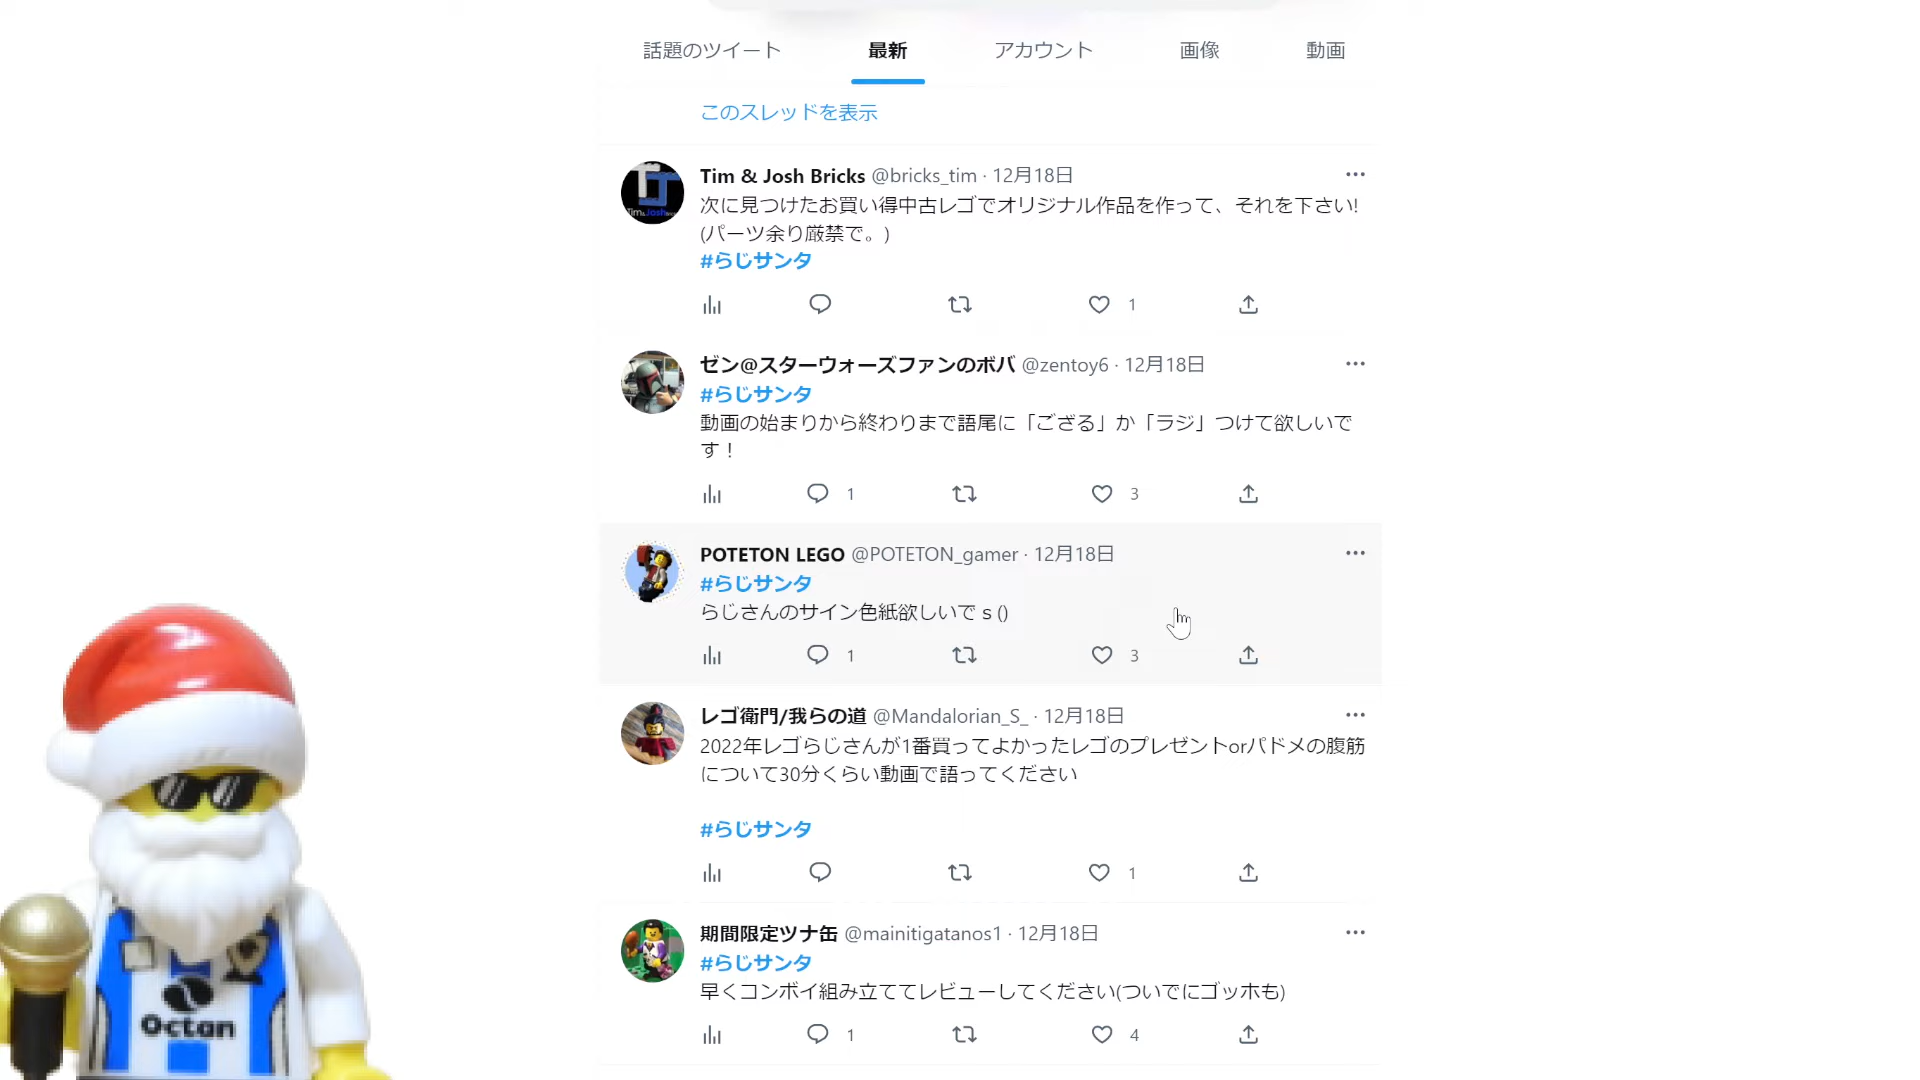 話題のツイート 最新 アカウント 画像 動画
このスレッドを表示
Tim & Josh Bricks @bricks_tim · 12月18日
次に見つけたお買い得中古レゴでオリジナル作品を作って、それを下さい!
(パーツ余り厳禁で。)
#らじサンタ
1
ゼン@スターウォーズファンのボバ @zentoy6 · 12月18日
#らじサンタ
動画の始まりから終わりまで語尾に「ござる」か「ラジ」つけて欲しいで
す！
1 3
POTETON LEGO @POTETON_gamer · 12月18日
#らじサンタ
らじさんのサイン色紙欲しいでｓ()
1 3
レゴ衛門/我らの道 @Mandalorian_S_ · 12月18日
2022年レゴらじさんが1番買ってよかったレゴのプレゼントorパドメの腹筋
について30分くらい動画で語ってください
#らじサンタ
1
期間限定ツナ缶 @mainitigatanos1 · 12月18日
#らじサンタ
早くコンボイ組み立ててレビューしてください(ついでにゴッホも)
1 4
Octan